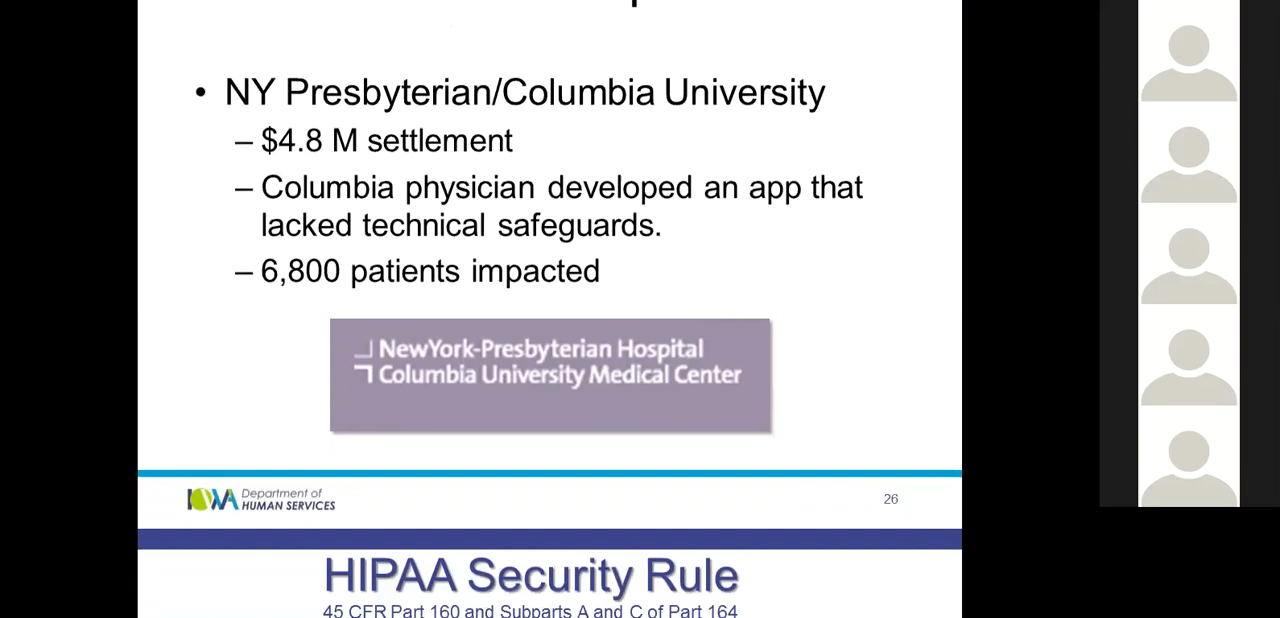 • NY Presbyterian/Columbia University
– $4.8 M settlement
– Columbia physician developed an app that
lacked technical safeguards.
– 6,800 patients impacted
NewYork-Presbyterian Hospital
Columbia University Medical Center
IOWA Department of
HUMAN SERVICES
26
HIPAA Security Rule
45 CFR Part 160 and Subparts A and C of Part 164